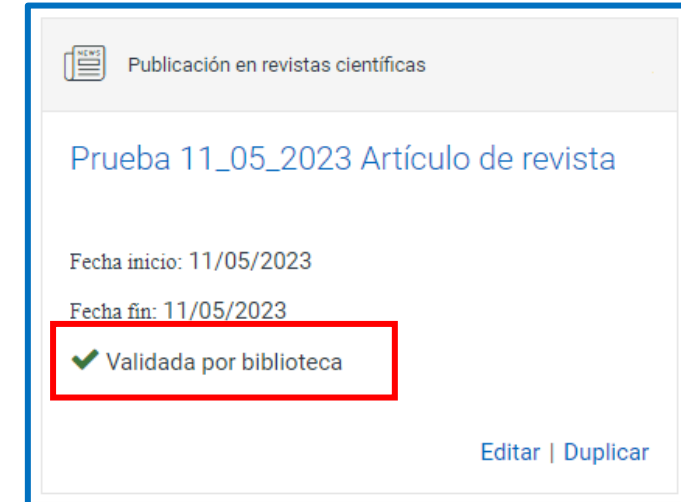 NEWS
Publicación en revistas científicas
Prueba 11_05_2023 Artículo de revista
Fecha inicio: 11/05/2023
Fecha fin: 11/05/2023
Validada por biblioteca
Editar | Duplicar